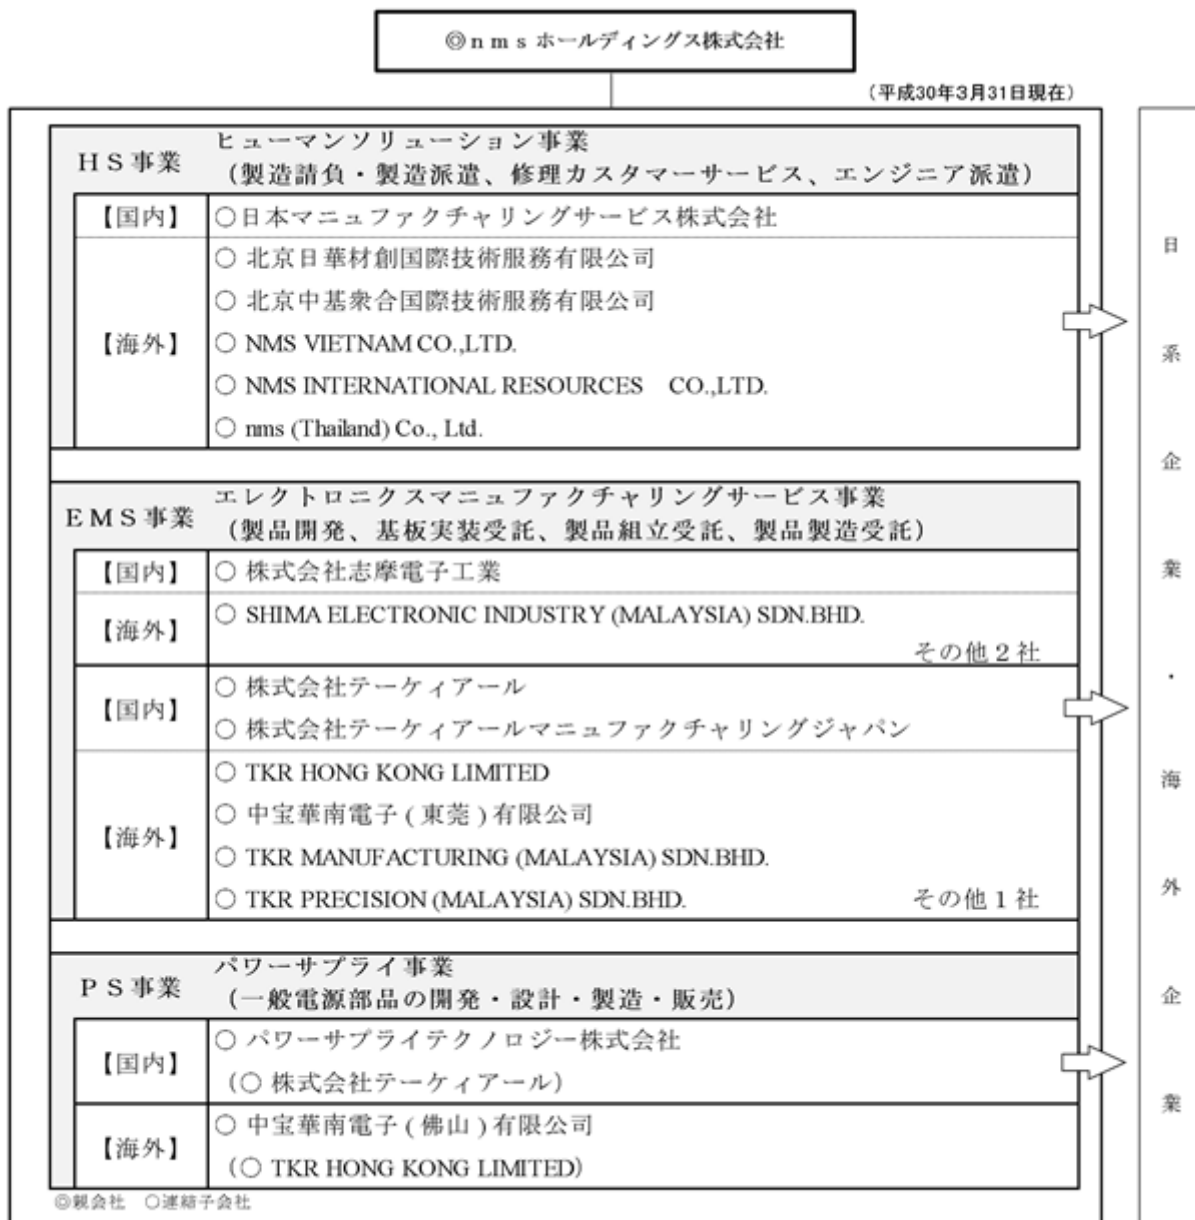 ◎ｎｍｓホールディングス株式会社
（平成30年3月31日現在）
ＨＳ事業
ヒューマンソリューション事業
（製造請負・製造派遣、修理カスタマーサービス、エンジニア派遣）
【国内】
○日本マニュファクチャリングサービス株式会社
【海外】
○ 北京日華材創国際技術服務有限公司
○ 北京中基衆合国際技術服務有限公司
○ NMS VIETNAM CO.,LTD.
○ NMS INTERNATIONAL RESOURCES　CO.,LTD.
○ nms (Thailand) Co., Ltd.
ＥＭＳ事業
エレクトロニクスマニュファクチャリングサービス事業
（製品開発、基板実装受託、製品組立受託、製品製造受託）
【国内】
○ 株式会社志摩電子工業
【海外】
○ SHIMA ELECTRONIC INDUSTRY (MALAYSIA) SDN.BHD.
その他２社
【国内】
○ 株式会社テーケィアール
○ 株式会社テーケィアールマニュファクチャリングジャパン
【海外】
○ TKR HONG KONG LIMITED
○ 中宝華南電子(東莞)有限公司
○ TKR MANUFACTURING (MALAYSIA) SDN.BHD.
○ TKR PRECISION (MALAYSIA) SDN.BHD.　その他１社
ＰＳ事業
パワーサプライ事業
（一般電源部品の開発・設計・製造・販売）
【国内】
○ パワーサプライテクノロジー株式会社
（○ 株式会社テーケィアール）
【海外】
○ 中宝華南電子(佛山)有限公司
（○ TKR HONG KONG LIMITED）
◎親会社　○連結子会社
日系企業・海外企業